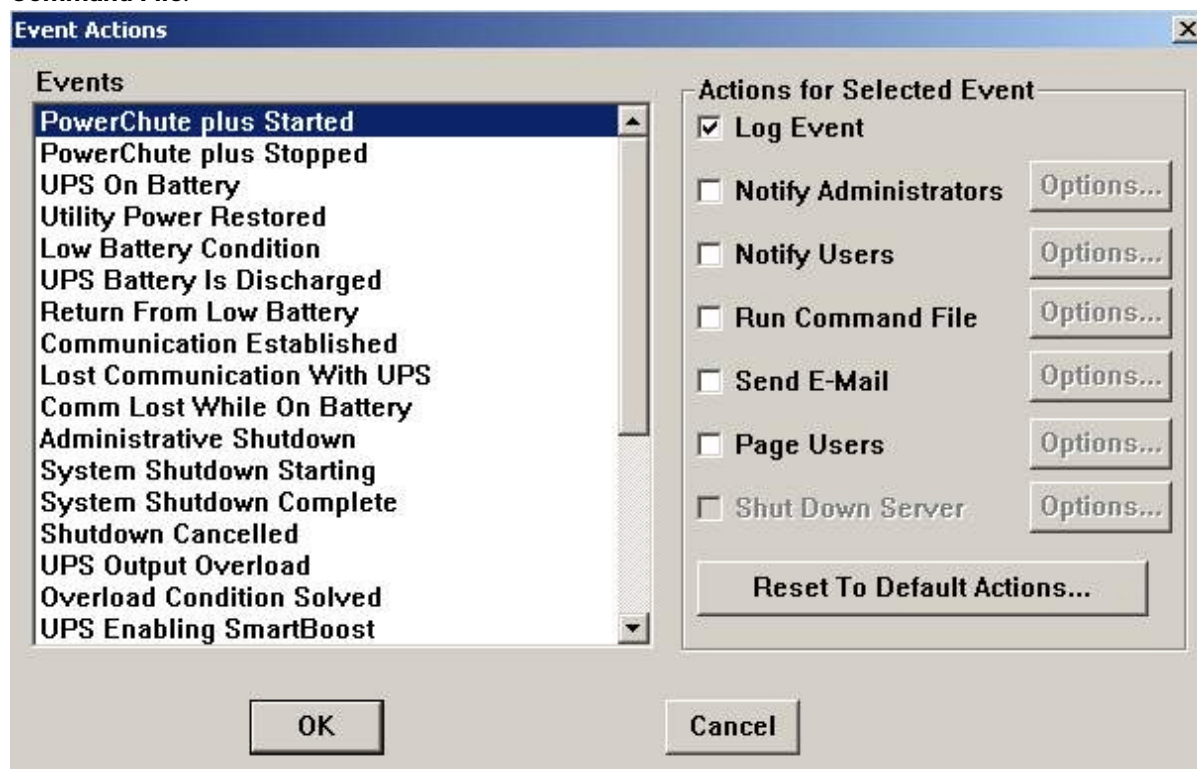 Command File.
Event Actions
Events
PowerChute plus Started
PowerChute plus Stopped
UPS On Battery
Utility Power Restored
Low Battery Condition
UPS Battery Is Discharged
Return From Low Battery
Communication Established
Lost Communication With UPS
Comm Lost While On Battery
Administrative Shutdown
System Shutdown Starting
System Shutdown Complete
Shutdown Cancelled
UPS Output Overload
Overload Condition Solved
UPS Enabling SmartBoost
Actions for Selected Event
Log Event
Notify Administrators Options...
Notify Users Options...
Run Command File Options...
Send E-Mail Options...
Page Users Options...
Shut Down Server Options...
Reset To Default Actions...
OK
Cancel